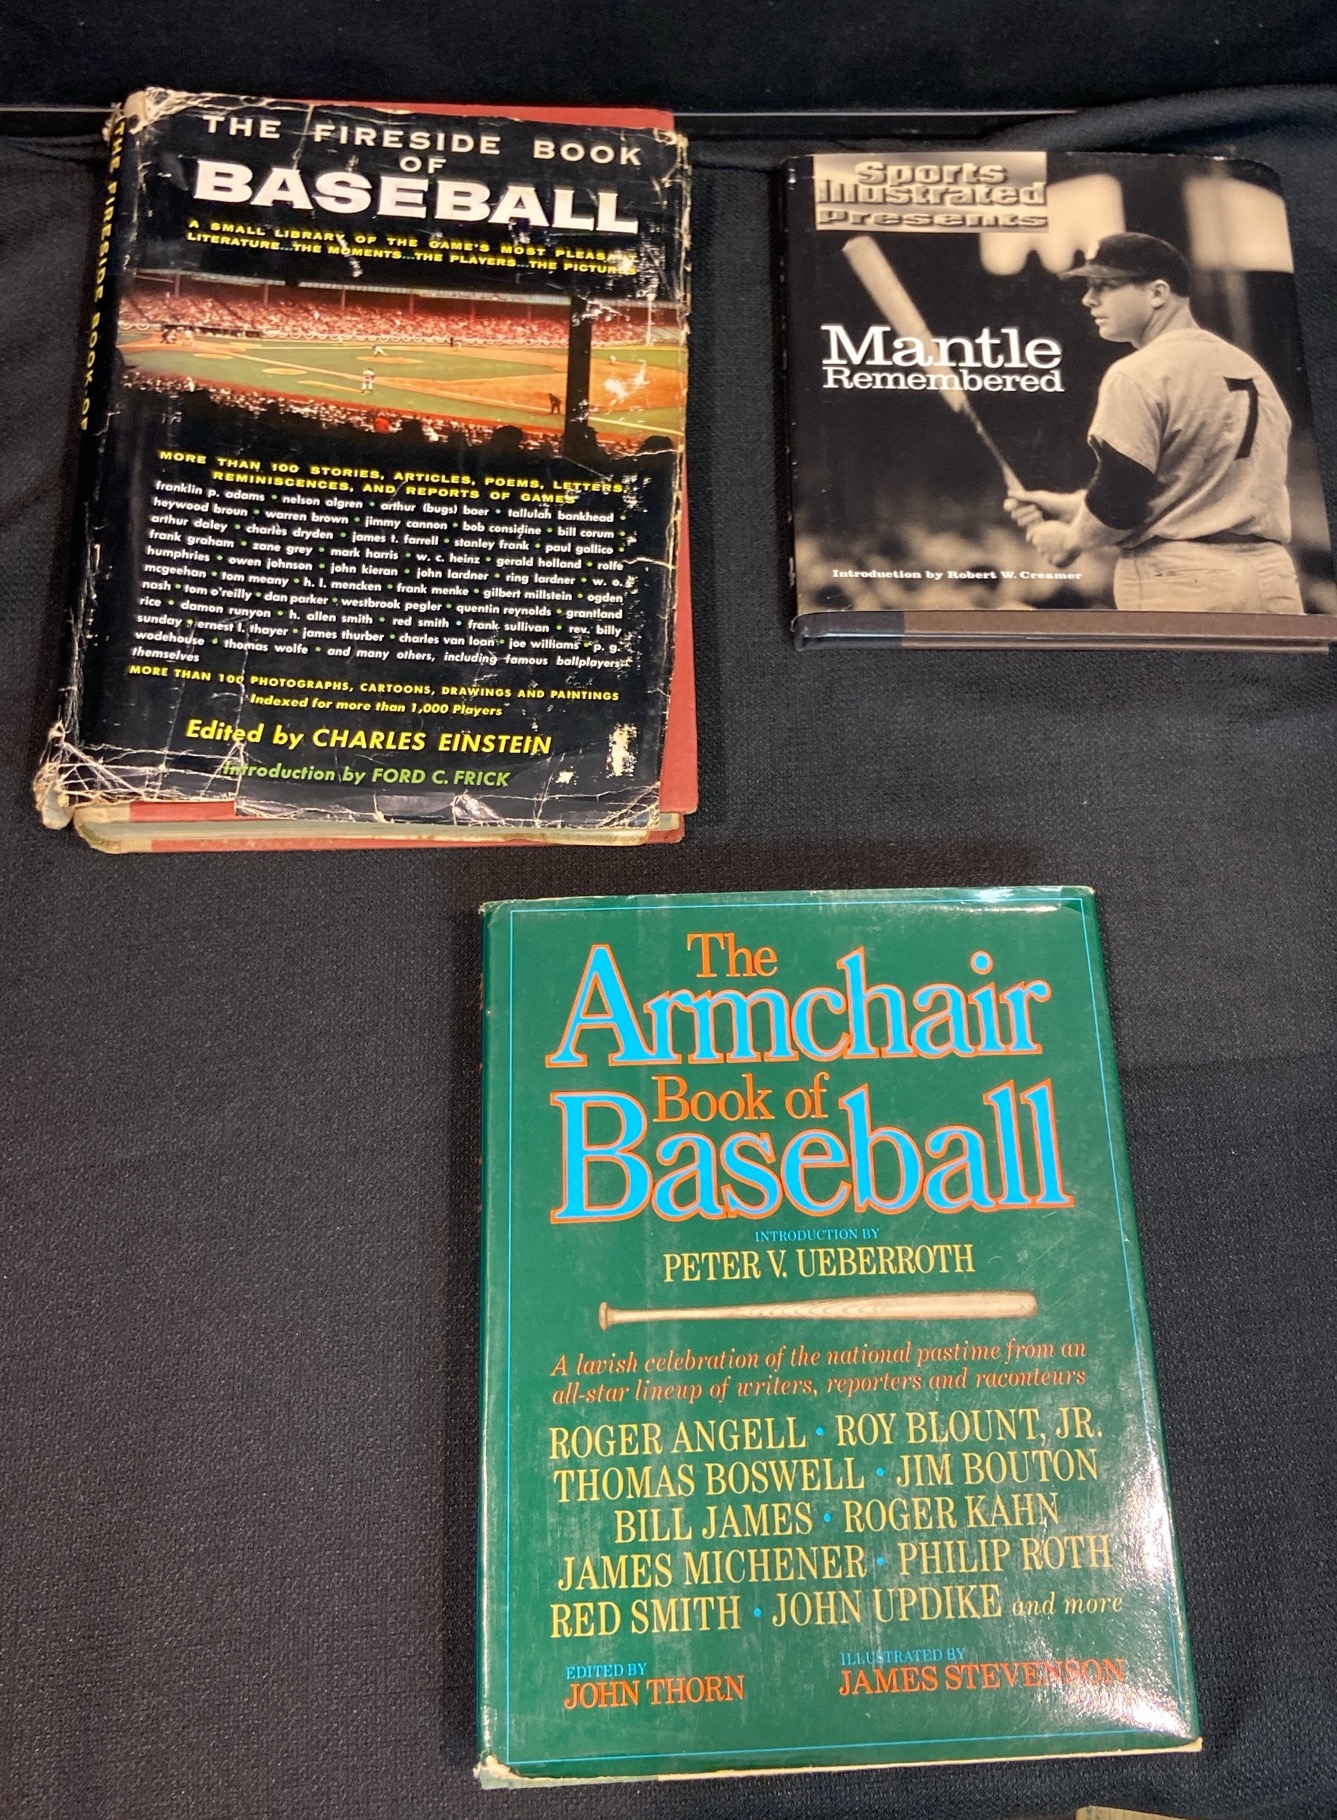 THE FIRESIDE BOOK
OF
BASEBALL
A SMALL LIBRARY OF THE GAME'S MOST PLEASANT
LITERATURE...THE MOMENTS...THE PLAYERS...THE PICTURES
MORE THAN 100 STORIES, ARTICLES, POEMS, LETTERS,
REMINISCENCES, AND REPORTS OF GAMES
franklin p. adams • nelson algren • arthur (bugs) baer • tallulah bankhead •
heywood broun • warren brown • jimmy cannon • bob considine • bill corum •
arthur daley • charles dryden • james t. farrell • stanley frank • paul gallico •
frank graham • zane grey • mark harris • w. c. heinz • gerald holland • rolfe
humphries • owen johnson • john kieran • john lardner • ring lardner • w. o.
mcgeehan • tom meany • h. l. mencken • frank menke • gilbert millstein • ogden
nash • tom o'reilly • dan parker • westbrook pegler • quentin reynolds • grantland
rice • damon runyon • h. allen smith • red smith • frank sullivan • rev. billy
sunday • ernest l. thayer • james thurber • charles van loan • joe williams • p. g.
wodehouse • thomas wolfe • and many others, including famous ballplayers
themselves
MORE THAN 100 PHOTOGRAPHS, CARTOONS, DRAWINGS AND PAINTINGS
Indexed for more than 1,000 Players
Edited by CHARLES EINSTEIN
Introduction by FORD C. FRICK
THE FIRESIDE BOOK OF
Sports
Illustrated
Presents
Mantle
Remembered
7
Introduction by Robert W. Creamer
The
Armchair
Book of
Baseball
INTRODUCTION BY
PETER V. UEBERROTH
A lavish celebration of the national pastime from an
all-star lineup of writers, reporters and raconteurs
ROGER ANGELL • ROY BLOUNT, JR.
THOMAS BOSWELL • JIM BOUTON
BILL JAMES • ROGER KAHN
JAMES MICHENER • PHILIP ROTH
RED SMITH • JOHN UPDIKE and more
EDITED BY
JOHN THORN
ILLUSTRATED BY
JAMES STEVENSON